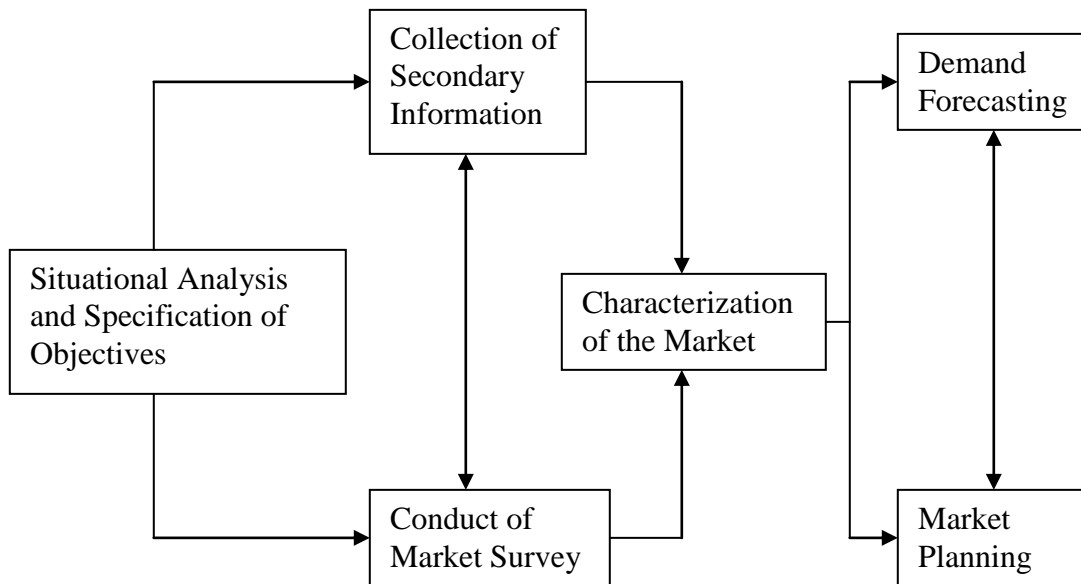 Collection of
Secondary
Information
Demand
Forecasting
Situational Analysis
and Specification of
Objectives
Characterization
of the Market
Conduct of
Market Survey
Market
Planning